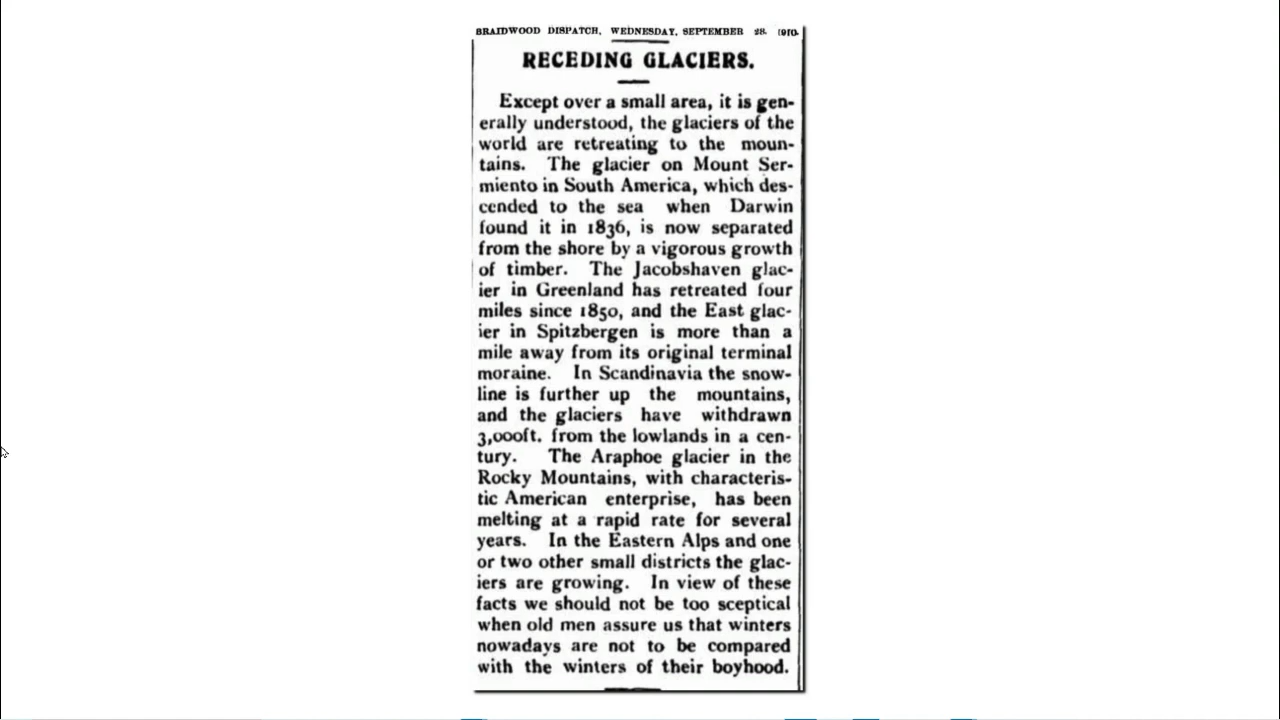 BRAIDWOOD DISPATCH, WEDNESDAY, SEPTEMBER 28. 1910.
RECEDING GLACIERS.
Except over a small area, it is gen-
erally understood, the glaciers of the
world are retreating to the moun-
tains. The glacier on Mount Ser-
miento in South America, which des-
cended to the sea when Darwin
found it in 1836, is now separated
from the shore by a vigorous growth
of timber. The Jacobshaven glac-
ier in Greenland has retreated four
miles since 1850, and the East glac-
ier in Spitzbergen is more than a
mile away from its original terminal
moraine. In Scandinavia the snow-
line is further up the mountains,
and the glaciers have withdrawn
3,000ft. from the lowlands in a cen-
tury. The Araphoe glacier in the
Rocky Mountains, with characteris-
tic American enterprise, has been
melting at a rapid rate for several
years. In the Eastern Alps and one
or two other small districts the glac-
iers are growing. In view of these
facts we should not be too sceptical
when old men assure us that winters
nowadays are not to be compared
with the winters of their boyhood.